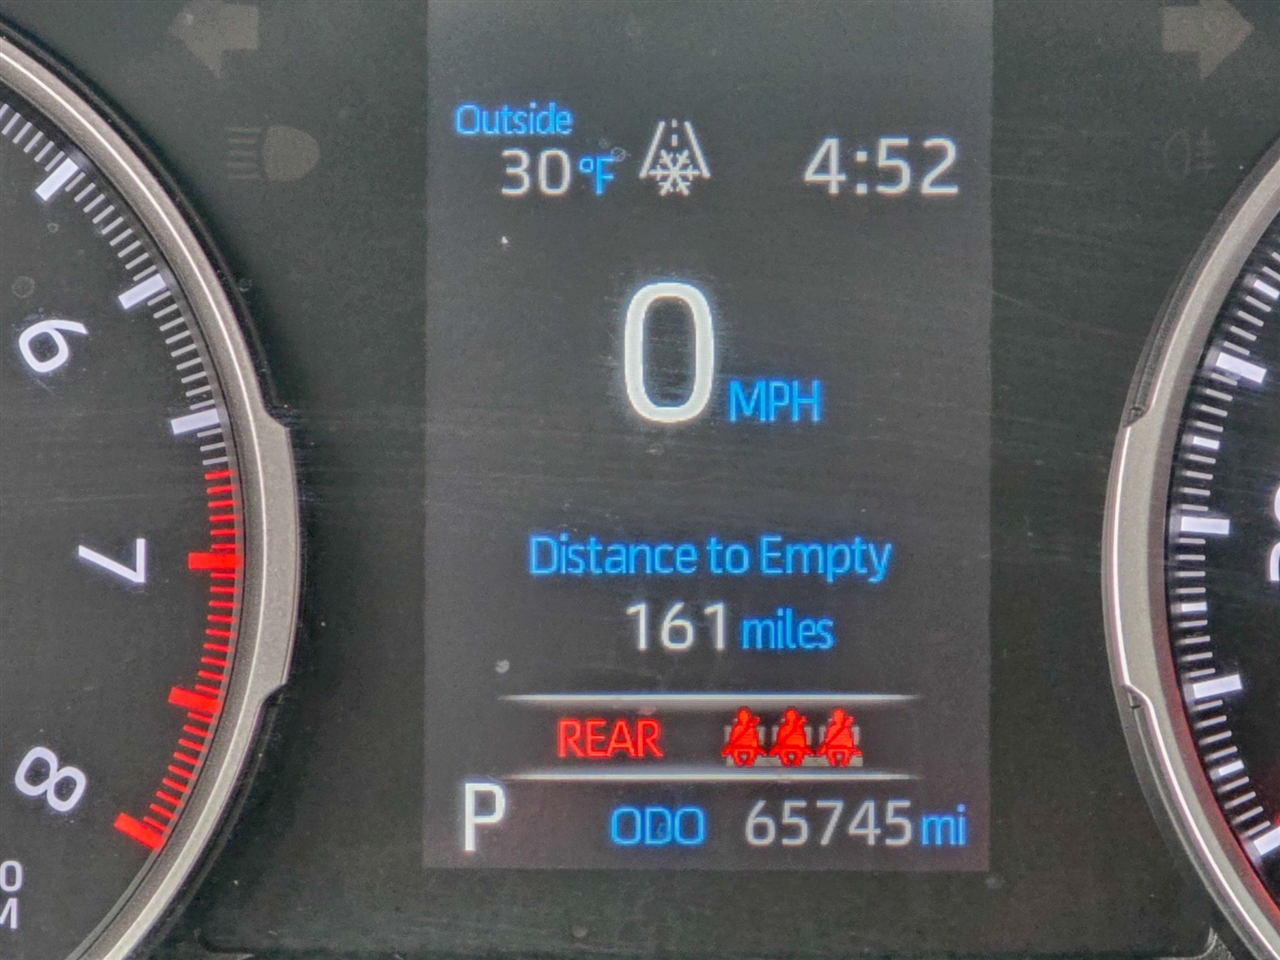 Outside
30°F
4:52
0 MPH
Distance to Empty
161 miles
REAR
P
ODO 65745 mi
6
7
8